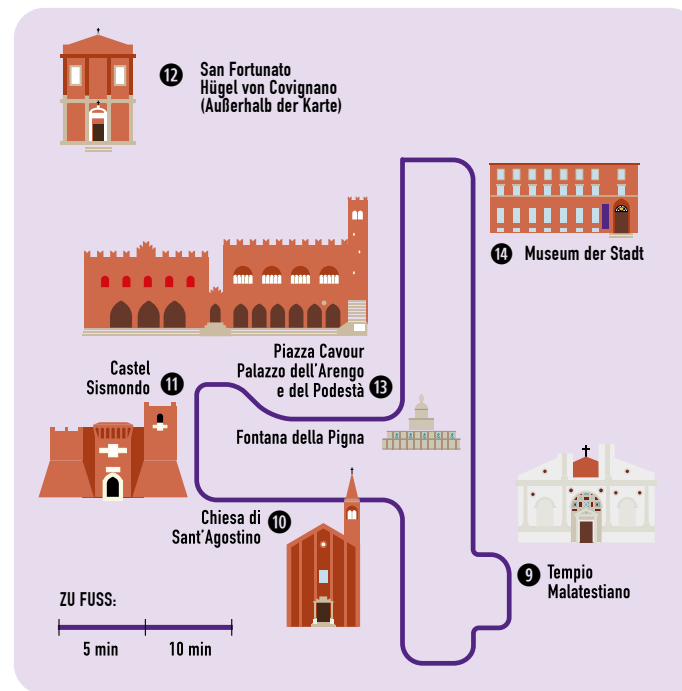 12 San Fortunato
Hügel von Covignano
(Außerhalb der Karte)
14 Museum der Stadt
Piazza Cavour
Palazzo dell'Arengo
e del Podestà 13
Castel
Sismondo 11
Fontana della Pigna
Chiesa di
Sant'Agostino 10
9 Tempio
Malatestiano
ZU FUSS:
5 min 10 min